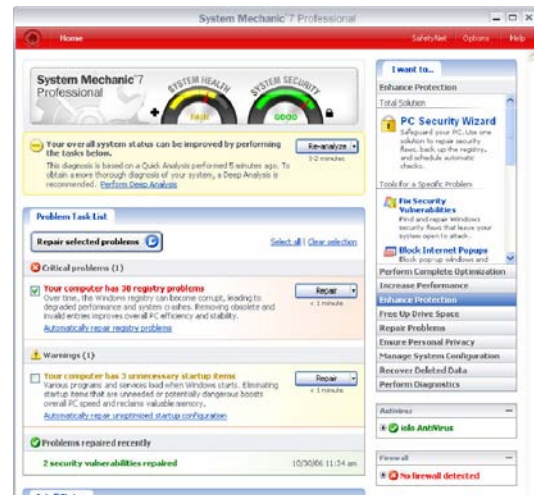 System Mechanic 7 Professional
Home
SafetyNet
Options
Help
System Mechanic 7
Professional
SYSTEM HEALTH
FAIR
SYSTEM SECURITY
GOOD
Your overall system status can be improved by performing
the tasks below.
This diagnosis is based on a Quick Analysis performed 5 minutes ago. To
obtain a more thorough diagnosis of your system, a Deep Analysis is
recommended. Perform Deep Analysis
Re-analyze
1-2 minutes
Problem Task List
Repair selected problems
Select all | Clear selection
Critical problems (1)
Your computer has 30 registry problems
Over time, the Windows registry can become corrupt, leading to
degraded performance and system crashes. Removing obsolete and
invalid entries improves overall PC efficiency and stability.
Automatically repair registry problems
Repair
< 1 minute
Warnings (1)
Your computer has 3 unnecessary startup items
Various programs and services load when Windows starts. Eliminating
startup items that are unneeded or potentially dangerous boosts
overall PC speed and reclaims valuable memory.
Automatically repair unoptimized startup configuration
Repair
< 1 minute
Problems repaired recently
2 security vulnerabilities repaired
10/30/06 11:34 am
I want to...
Enhance Protection
Total Solution
PC Security Wizard
Safeguard your PC. Use one
solution to repair security
flaws, back up the registry,
and schedule automatic
checks.
Tools for a Specific Problem
Fix Security
Vulnerabilities
Find and repair Windows
security flaws that leave your
system open to attack.
Block Internet Popups
Block pop-up windows and
Perform Complete Optimization
Increase Performance
Enhance Protection
Free Up Drive Space
Repair Problems
Ensure Personal Privacy
Manage System Configuration
Recover Deleted Data
Perform Diagnostics
Antivirus
iolo AntiVirus
Firewall
No firewall detected